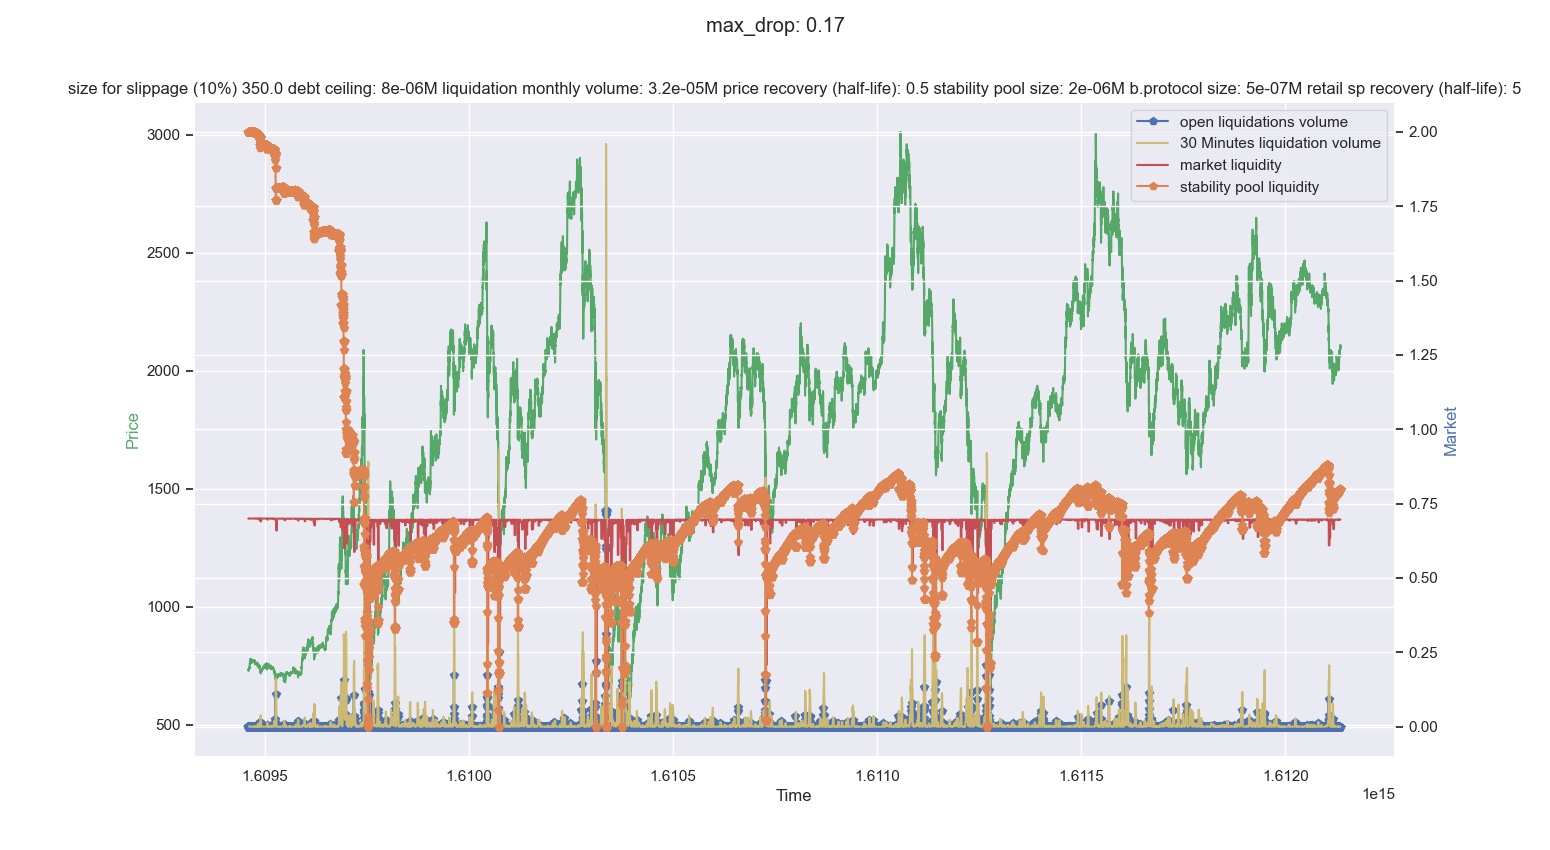 max_drop: 0.17
size for slippage (10%) 350.0 debt ceiling: 8e-06M liquidation monthly volume: 3.2e-05M price recovery (half-life): 0.5 stability pool size: 2e-06M b.protocol size: 5e-07M retail sp recovery (half-life): 5
open liquidations volume
30 Minutes liquidation volume
market liquidity
stability pool liquidity
3000
2500
2000
1500
1000
500
Price
2.00
1.75
1.50
1.25
1.00
0.75
0.50
0.25
0.00
Market
1.6095 1.6100 1.6105 1.6110 1.6115 1.6120
Time
1e15